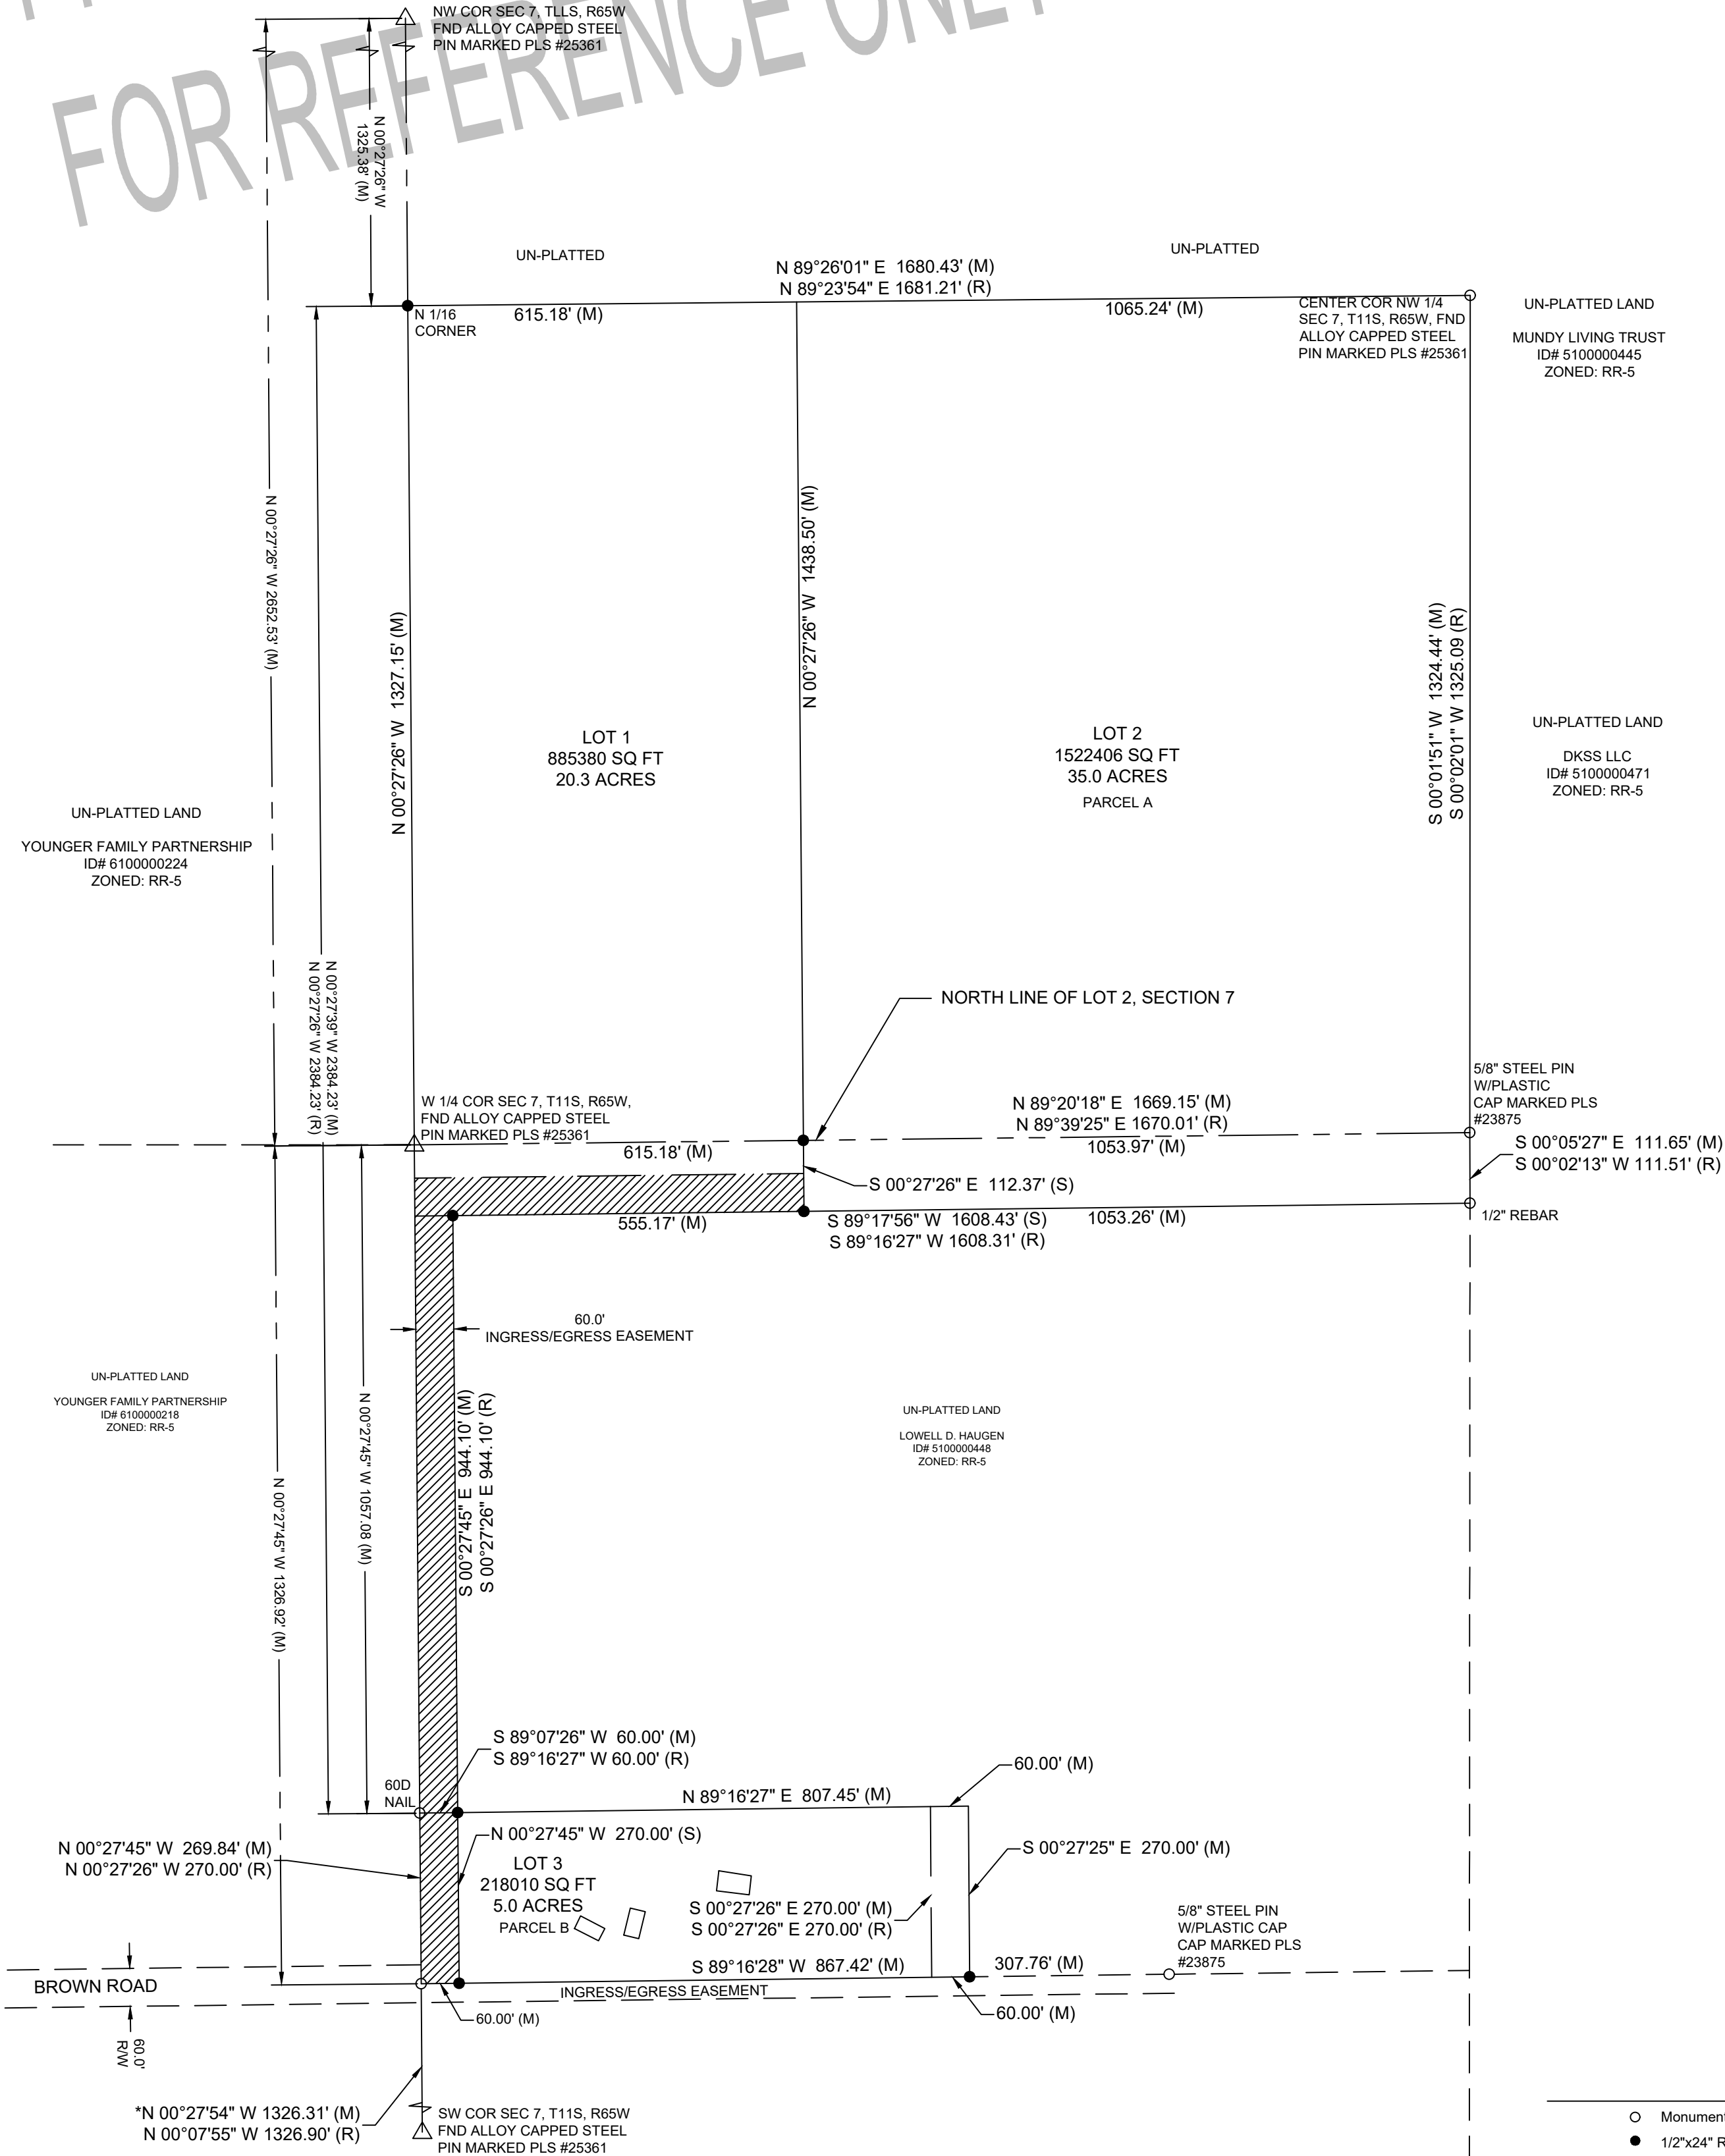 FOR REFERENCE ONLY
NW COR SEC 7, TLLS, R65W
FND ALLOY CAPPED STEEL
PIN MARKED PLS #25361
N 00°27'26" W
1325.38' (M)
UN-PLATTED
UN-PLATTED
N 89°26'01" E 1680.43' (M)
N 89°23'54" E 1681.21' (R)
N 1/16
CORNER
615.18' (M)
1065.24' (M)
CENTER COR NW 1/4
SEC 7, T11S, R65W, FND
ALLOY CAPPED STEEL
PIN MARKED PLS #25361
UN-PLATTED LAND
MUNDY LIVING TRUST
ID# 5100000445
ZONED: RR-5
N 00°27'26" W 2652.53' (M)
N 00°27'26" W 1327.15' (M)
N 00°27'26" W 1438.50' (M)
S 00°01'51" W 1324.44' (M)
S 00°02'01" W 1325.09 (R)
LOT 1
885380 SQ FT
20.3 ACRES
LOT 2
1522406 SQ FT
35.0 ACRES
PARCEL A
UN-PLATTED LAND
DKSS LLC
ID# 5100000471
ZONED: RR-5
UN-PLATTED LAND
YOUNGER FAMILY PARTNERSHIP
ID# 6100000224
ZONED: RR-5
N 00°27'39" W 2384.23' (M)
N 00°27'26" W 2384.23' (R)
NORTH LINE OF LOT 2, SECTION 7
W 1/4 COR SEC 7, T11S, R65W,
FND ALLOY CAPPED STEEL
PIN MARKED PLS #25361
N 89°20'18" E 1669.15' (M)
N 89°39'25" E 1670.01' (R)
5/8" STEEL PIN
W/PLASTIC
CAP MARKED PLS
#23875
615.18' (M)
1053.97' (M)
S 00°05'27" E 111.65' (M)
S 00°02'13" W 111.51' (R)
S 00°27'26" E 112.37' (S)
555.17' (M)
S 89°17'56" W 1608.43' (S)
S 89°16'27" W 1608.31' (R)
1053.26' (M)
1/2" REBAR
60.0'
INGRESS/EGRESS EASEMENT
UN-PLATTED LAND
YOUNGER FAMILY PARTNERSHIP
ID# 6100000218
ZONED: RR-5
N 00°27'45" W 1326.92' (M)
N 00°27'45" W 1057.08 (M)
S 00°27'45" E 944.10' (M)
S 00°27'26" E 944.10' (R)
UN-PLATTED LAND
LOWELL D. HAUGEN
ID# 5100000448
ZONED: RR-5
S 89°07'26" W 60.00' (M)
S 89°16'27" W 60.00' (R)
60.00' (M)
60D
NAIL
N 89°16'27" E 807.45' (M)
N 00°27'45" W 269.84' (M)
N 00°27'26" W 270.00' (R)
N 00°27'45" W 270.00' (S)
S 00°27'25" E 270.00' (M)
LOT 3
218010 SQ FT
5.0 ACRES
PARCEL B
S 00°27'26" E 270.00' (M)
S 00°27'26" E 270.00' (R)
5/8" STEEL PIN
W/PLASTIC CAP
CAP MARKED PLS
#23875
S 89°16'28" W 867.42' (M)
307.76' (M)
BROWN ROAD
INGRESS/EGRESS EASEMENT
60.00' (M)
60.00' (M)
60.0'
R/W
*N 00°27'54" W 1326.31' (M)
N 00°07'55" W 1326.90' (R)
SW COR SEC 7, T11S, R65W
FND ALLOY CAPPED STEEL
PIN MARKED PLS #25361
Monument
1/2"x24" R